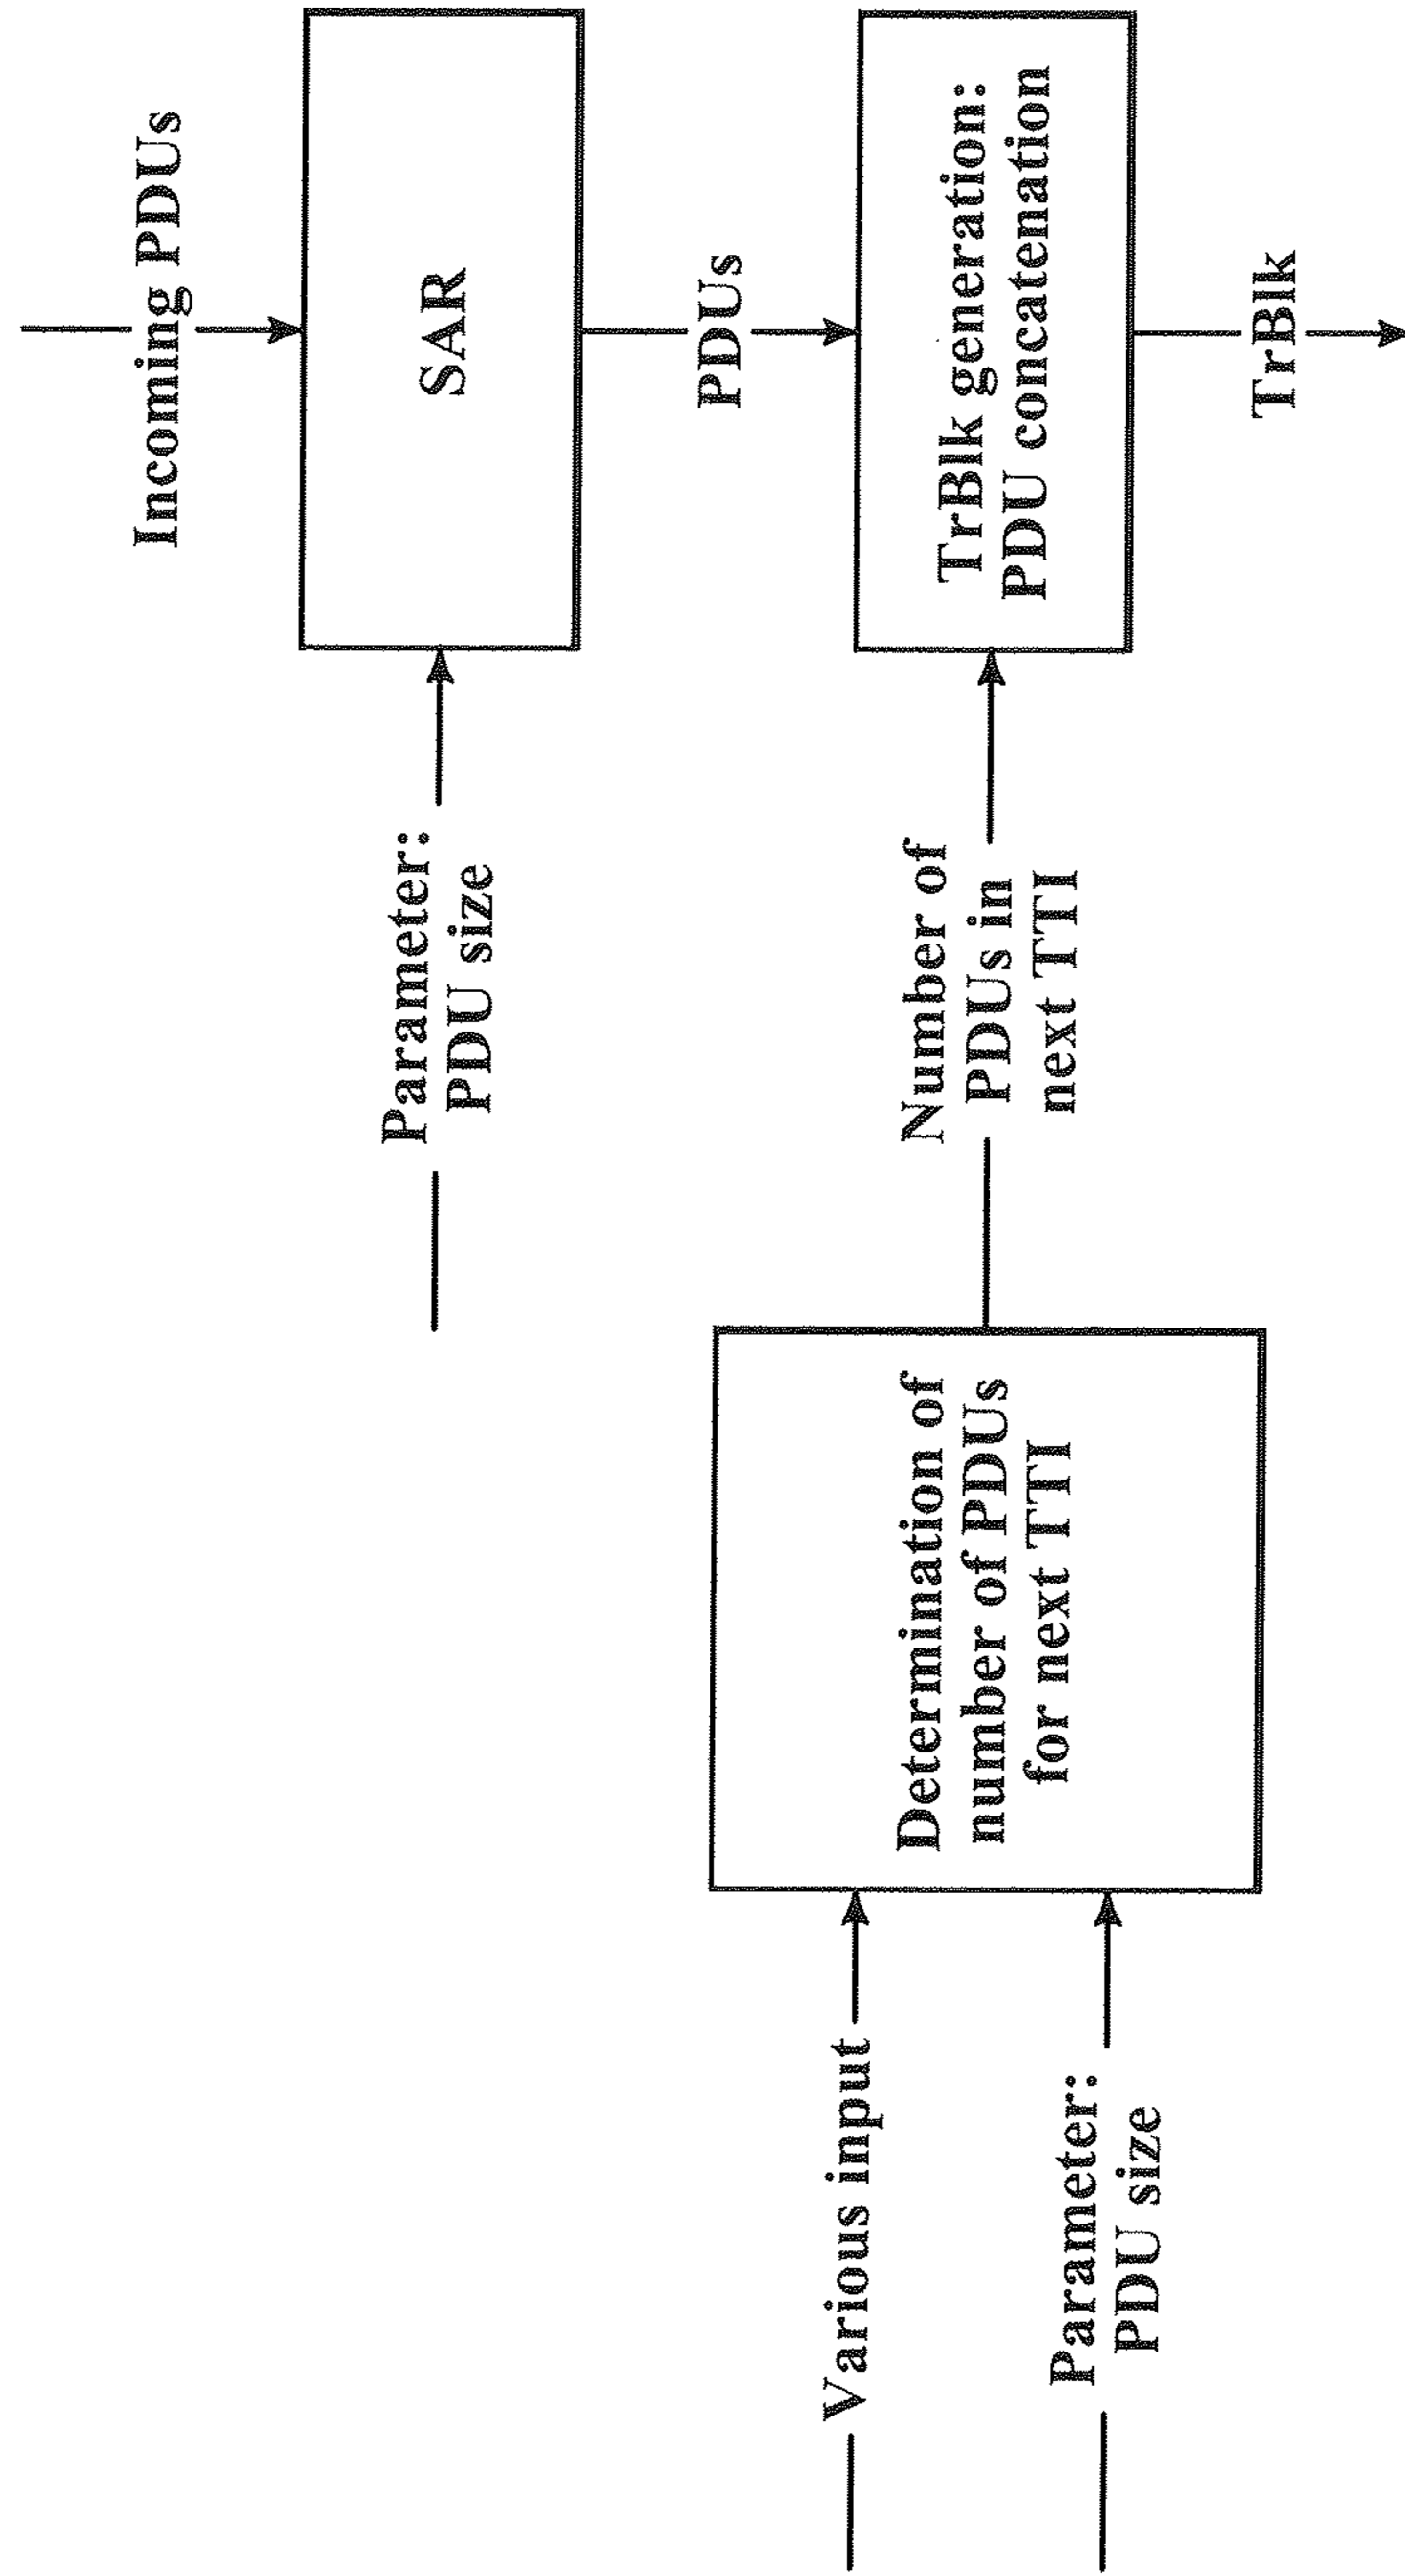 Incoming PDUs
Parameter:
PDU size
SAR
PDUs
Various input
Parameter:
PDU size
Determination of
number of PDUs
for next TTI
Number of
PDUs in
next TTI
TrBlk generation:
PDU concatenation
TrBlk